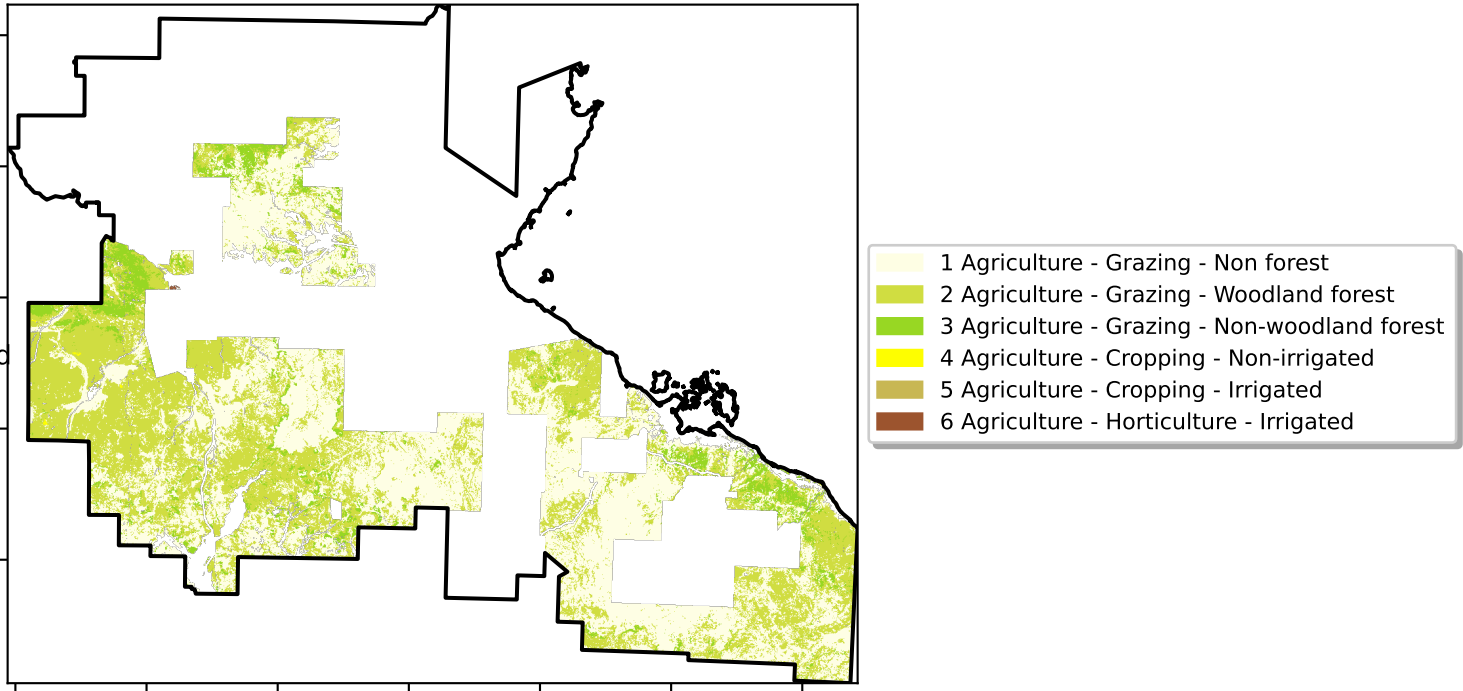 1 Agriculture - Grazing - Non forest
2 Agriculture - Grazing - Woodland forest
3 Agriculture - Grazing - Non-woodland forest
4 Agriculture - Cropping - Non-irrigated
5 Agriculture - Cropping - Irrigated
6 Agriculture - Horticulture - Irrigated